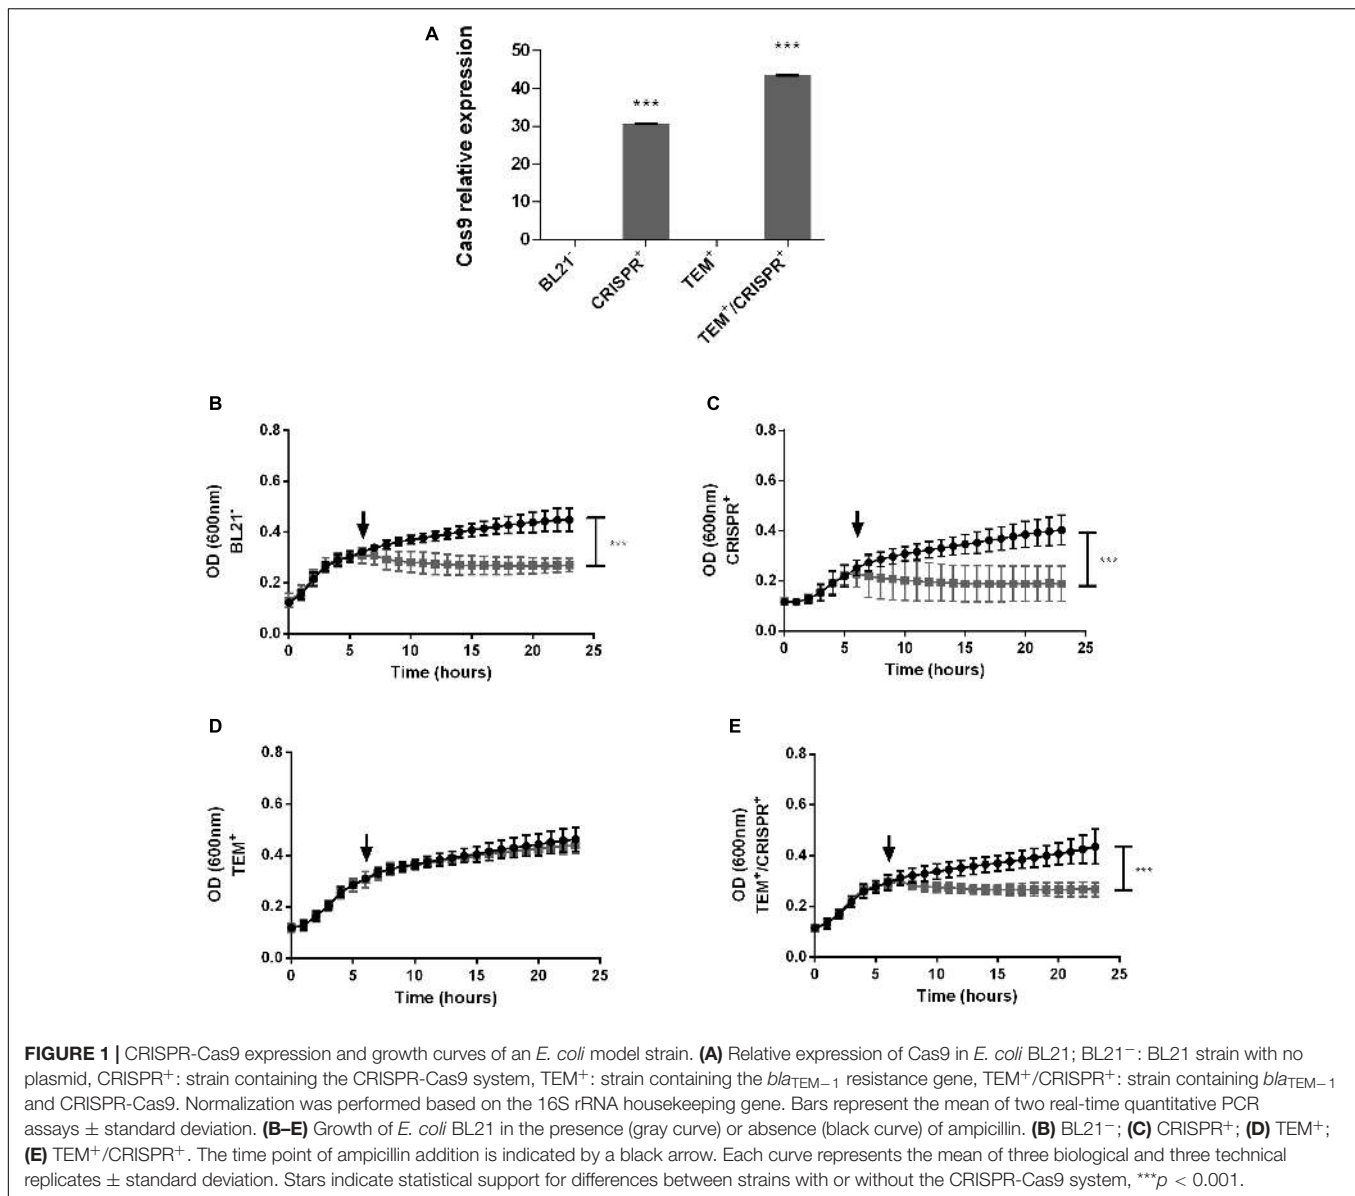 A
Cas9 relative expression
50
40
30
20
10
0
***
***
BL21⁻
CRISPR⁺
TEM⁺
TEM⁺/CRISPR⁺
B
OD (600nm)
BL21⁻
0.8
0.6
0.4
0.2
0.0
***
0 5 10 15 20 25
Time (hours)
C
OD (600nm)
CRISPR⁺
0.8
0.6
0.4
0.2
0.0
***
0 5 10 15 20 25
Time (hours)
D
OD (600nm)
TEM⁺
0.8
0.6
0.4
0.2
0.0
0 5 10 15 20 25
Time (hours)
E
OD (600nm)
TEM⁺/CRISPR⁺
0.8
0.6
0.4
0.2
0.0
***
0 5 10 15 20 25
Time (hours)
FIGURE 1 | CRISPR-Cas9 expression and growth curves of an E. coli model strain. (A) Relative expression of Cas9 in E. coli BL21; BL21⁻: BL21 strain with no
plasmid, CRISPR⁺: strain containing the CRISPR-Cas9 system, TEM⁺: strain containing the blaTEM−1 resistance gene, TEM⁺/CRISPR⁺: strain containing blaTEM−1
and CRISPR-Cas9. Normalization was performed based on the 16S rRNA housekeeping gene. Bars represent the mean of two real-time quantitative PCR
assays ± standard deviation. (B–E) Growth of E. coli BL21 in the presence (gray curve) or absence (black curve) of ampicillin. (B) BL21⁻; (C) CRISPR⁺; (D) TEM⁺;
(E) TEM⁺/CRISPR⁺. The time point of ampicillin addition is indicated by a black arrow. Each curve represents the mean of three biological and three technical
replicates ± standard deviation. Stars indicate statistical support for differences between strains with or without the CRISPR-Cas9 system, ***p < 0.001.